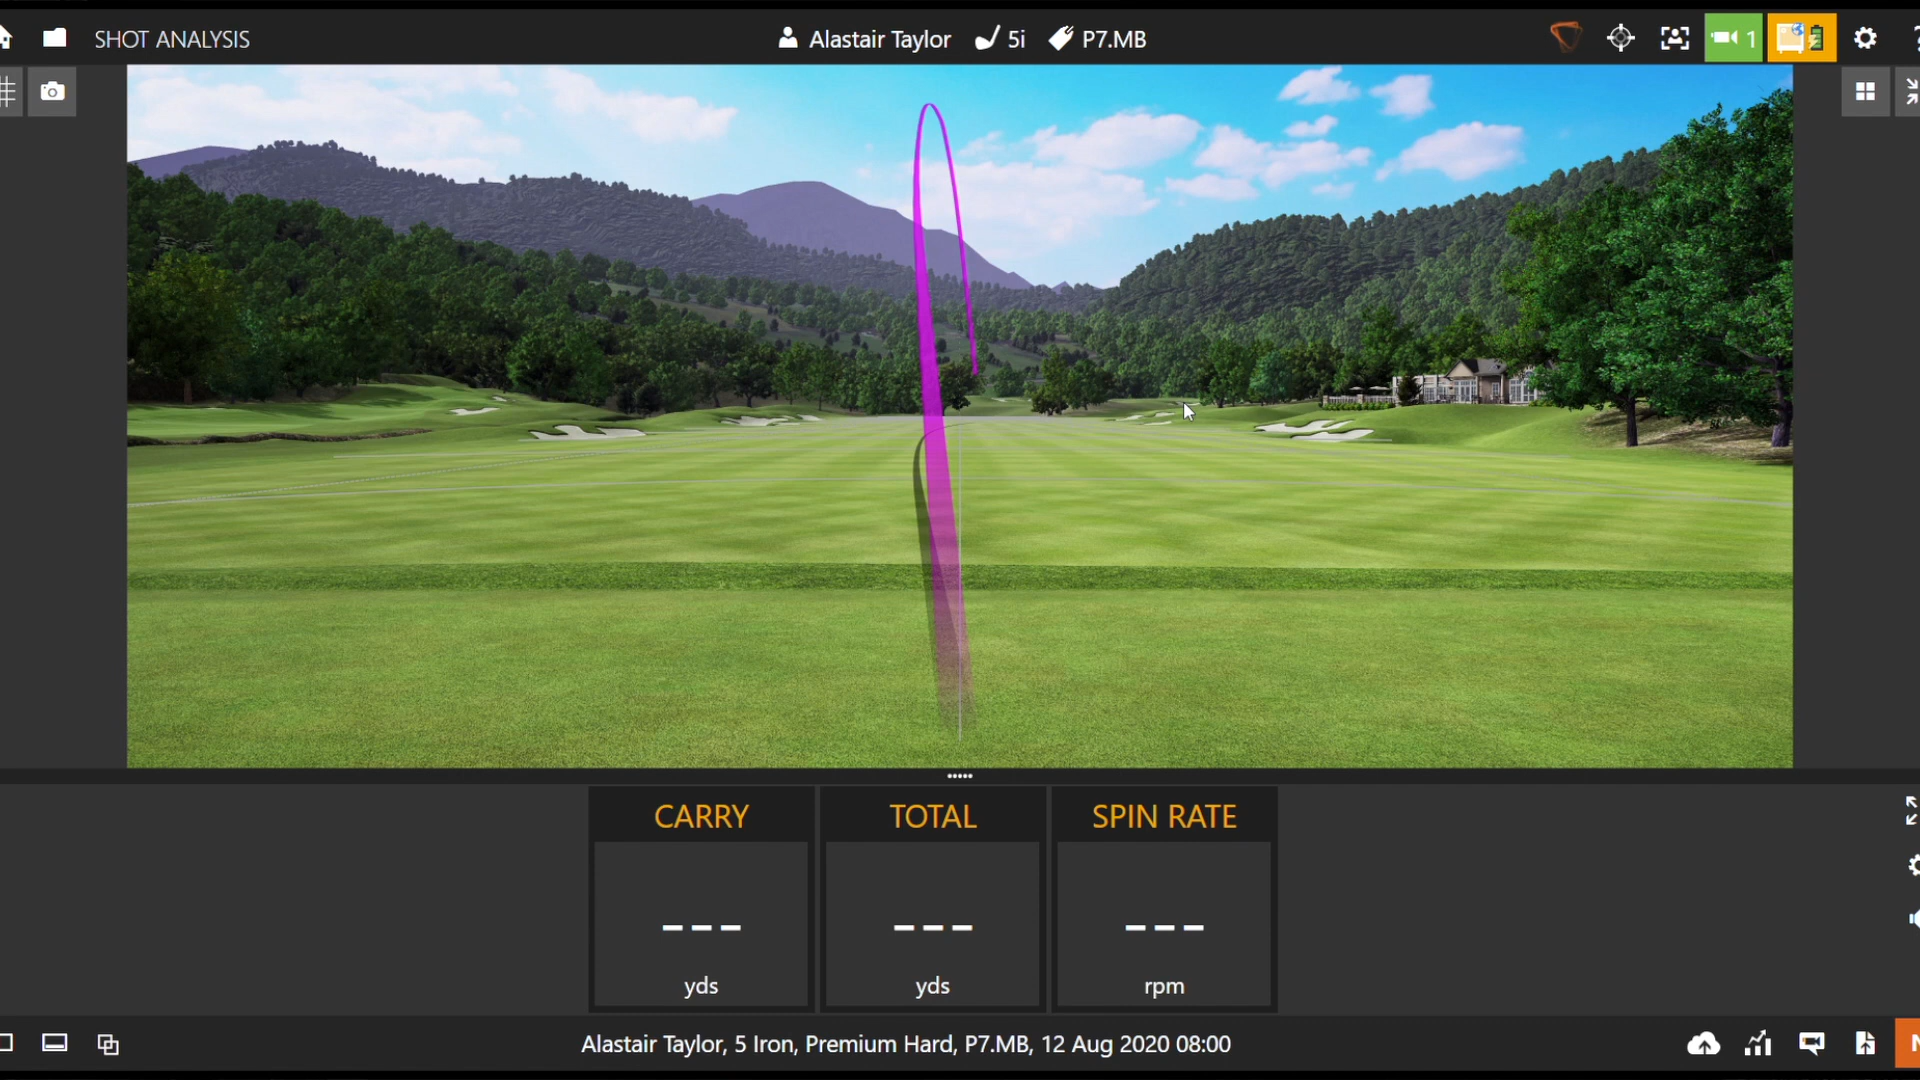 SHOT ANALYSIS
Alastair Taylor 5i P7.MB
1
CARRY TOTAL SPIN RATE
--- --- ---
yds yds rpm
Alastair Taylor, 5 Iron, Premium Hard, P7.MB, 12 Aug 2020 08:00